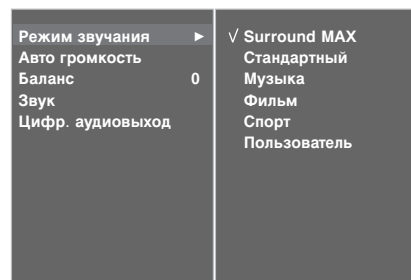 Режим звучания ►
Авто громкость
Баланс 0
Звук
Цифр. аудиовыход
√ Surround MAX
Стандартный
Музыка
Фильм
Спорт
Пользователь